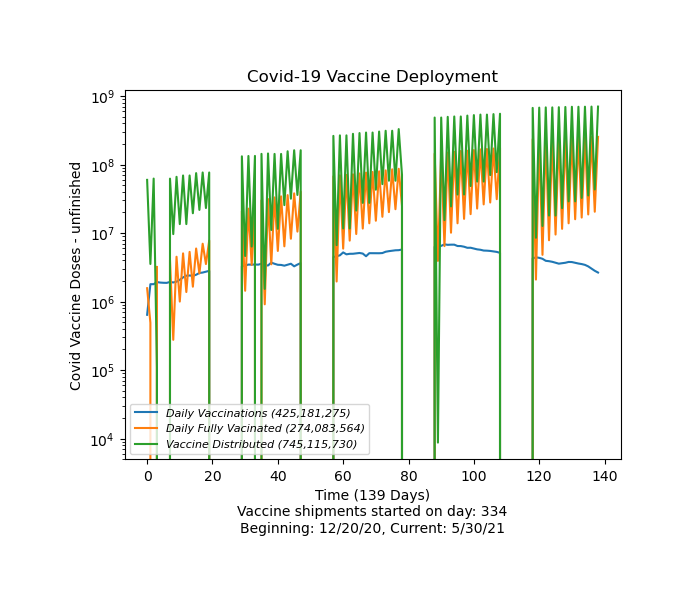 Covid-19 Vaccine Deployment
Covid Vaccine Doses - unfinished
10⁹
10⁸
10⁷
10⁶
10⁵
10⁴
Daily Vaccinations (425,181,275)
Daily Fully Vacinated (274,083,564)
Vaccine Distributed (745,115,730)
0 20 40 60 80 100 120 140
Time (139 Days)
Vaccine shipments started on day: 334
Beginning: 12/20/20, Current: 5/30/21